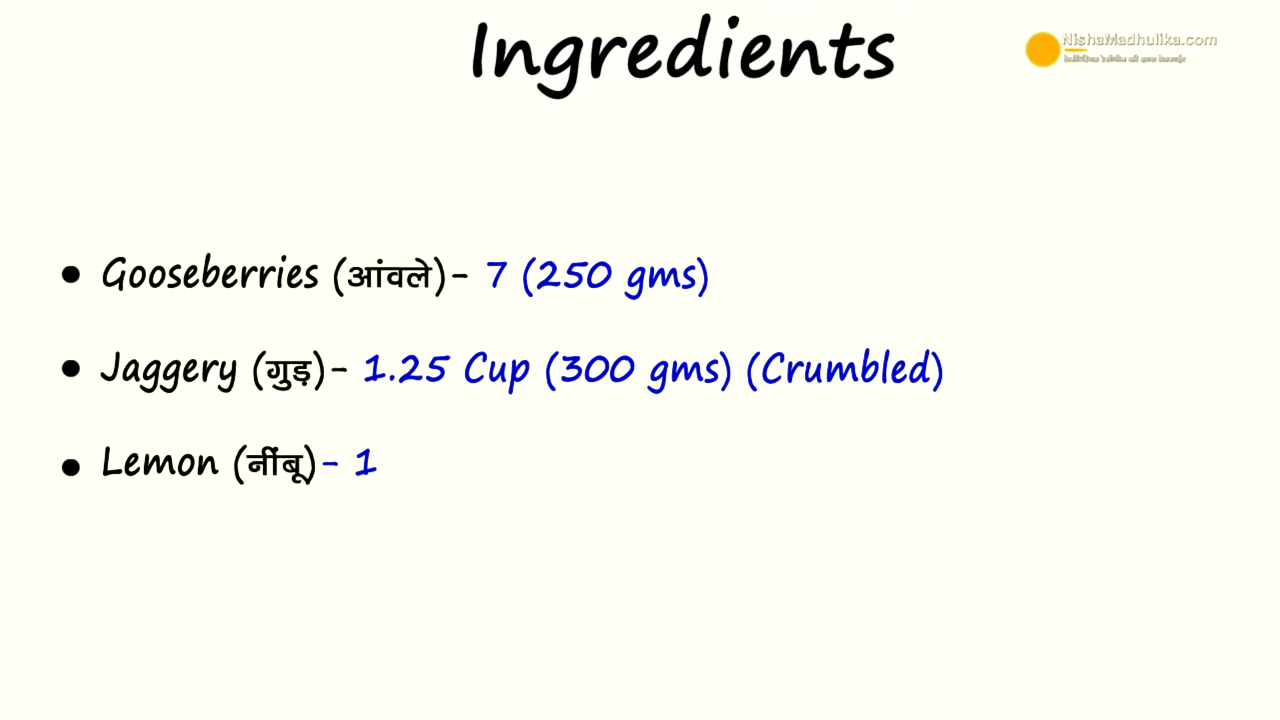 Ingredients
NishaMadhulika.com
• Gooseberries (आंवले)- 7 (250 gms)
• Jaggery (गुड़)- 1.25 Cup (300 gms) (Crumbled)
• Lemon (नींबू)- 1